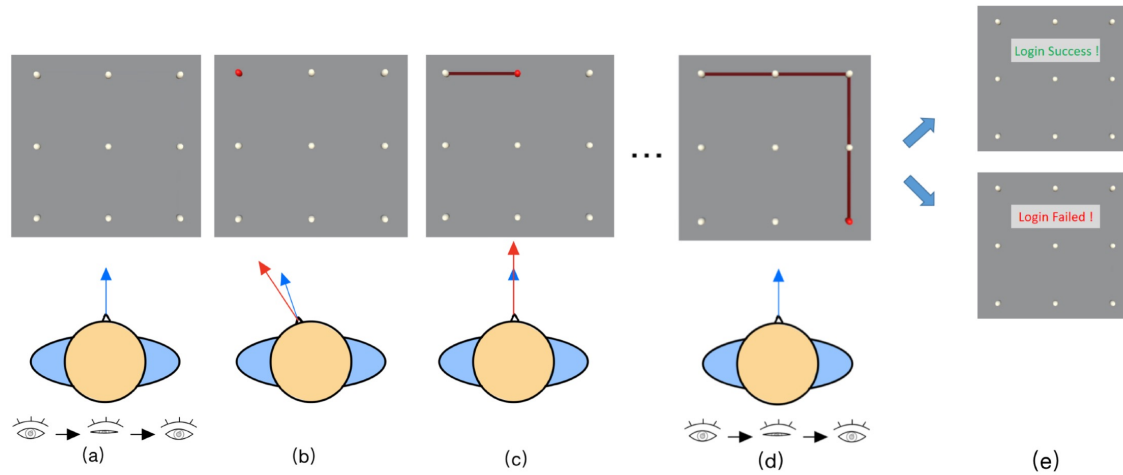 Login Success !
...
Login Failed !
(a)
(b)
(c)
(d)
(e)